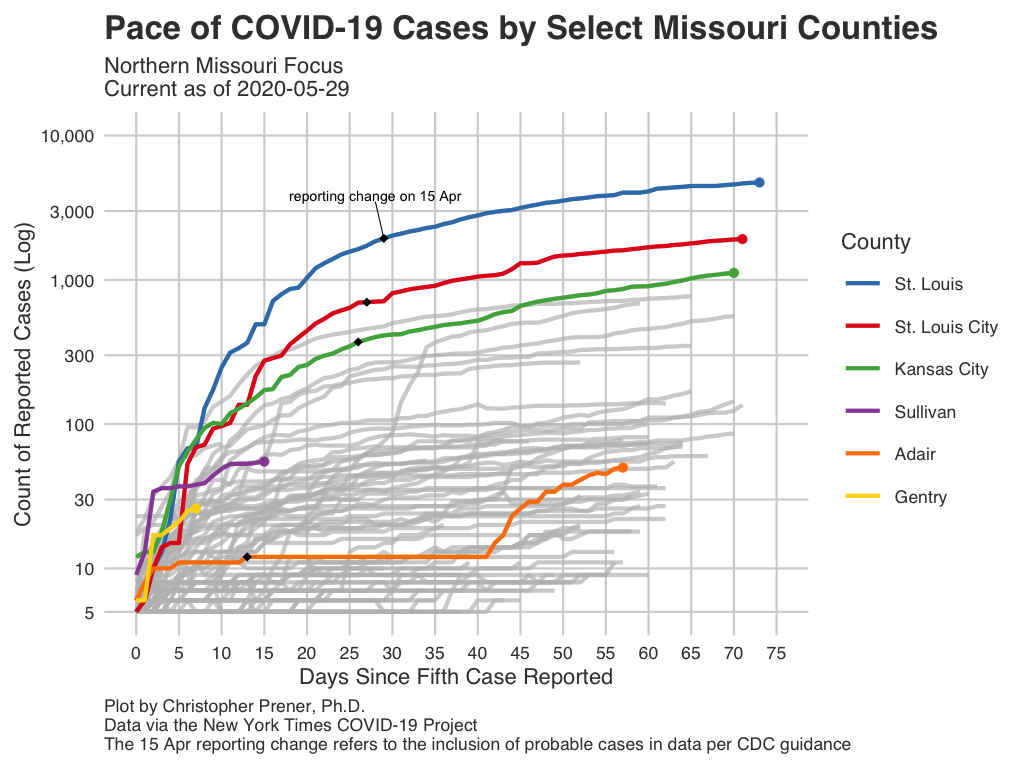 Pace of COVID-19 Cases by Select Missouri Counties
Northern Missouri Focus
Current as of 2020-05-29
10,000
3,000
1,000
300
100
30
10
5
Count of Reported Cases (Log)
reporting change on 15 Apr
0 5 10 15 20 25 30 35 40 45 50 55 60 65 70 75
Days Since Fifth Case Reported
County
St. Louis
St. Louis City
Kansas City
Sullivan
Adair
Gentry
Plot by Christopher Prener, Ph.D.
Data via the New York Times COVID-19 Project
The 15 Apr reporting change refers to the inclusion of probable cases in data per CDC guidance